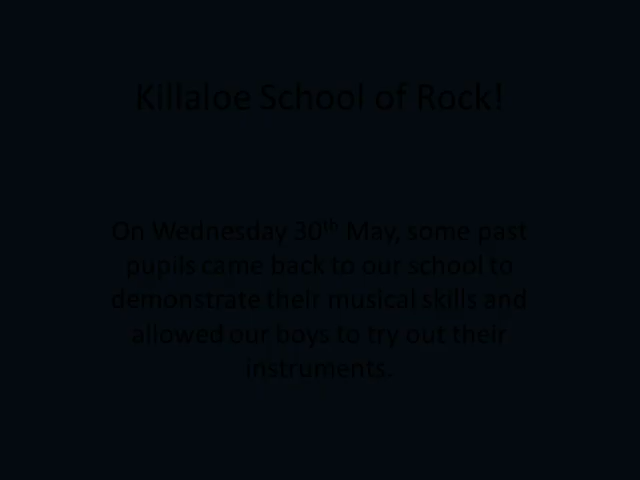 Killaloe School of Rock!
On Wednesday 30th May, some past
pupils came back to our school to
demonstrate their musical skills and
allowed our boys to try out their
instruments.